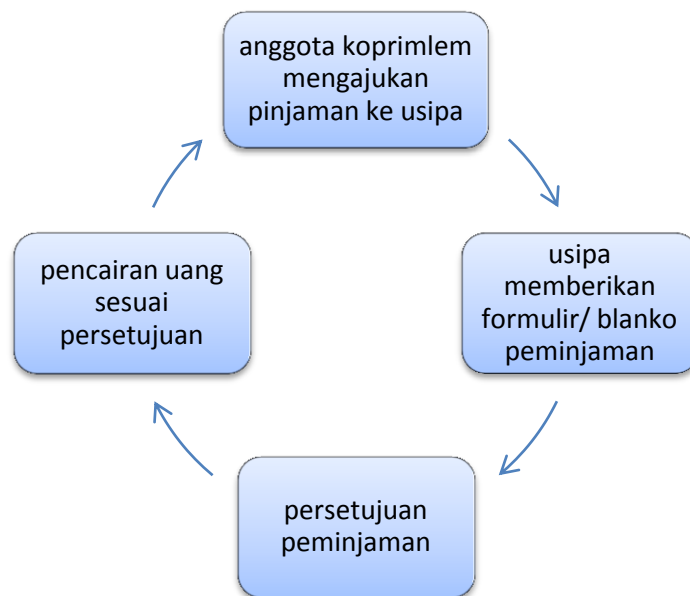 anggota koprimlem
mengajukan
pinjaman ke usipa
usipa
memberikan
formulir/ blanko
peminjaman
persetujuan
peminjaman
pencairan uang
sesuai
persetujuan